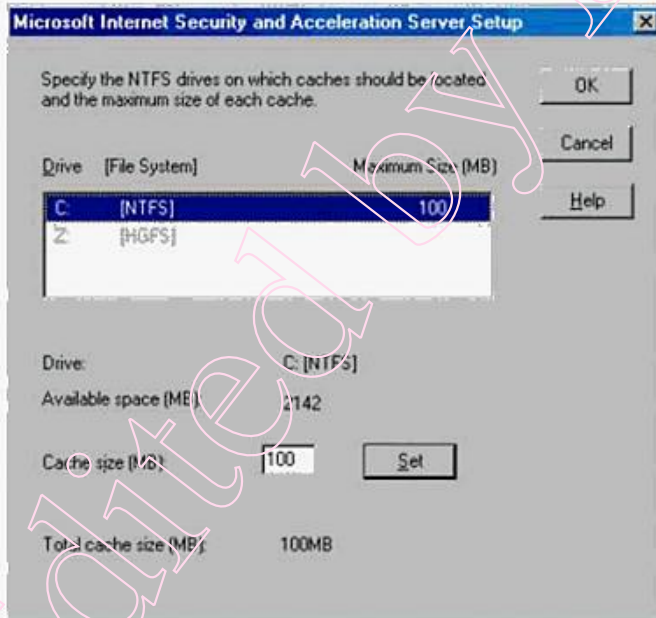 Microsoft Internet Security and Acceleration Server Setup
Specify the NTFS drives on which caches should be located
and the maximum size of each cache.
OK
Cancel
Help
Drive [File System] Maximum Size (MB)
C: [NTFS] 100
Z: [HGFS]
Drive: C: [NTFS]
Available space (MB): 2142
Cache size (MB): 100 Set
Total cache size (MB): 100MB
dited by